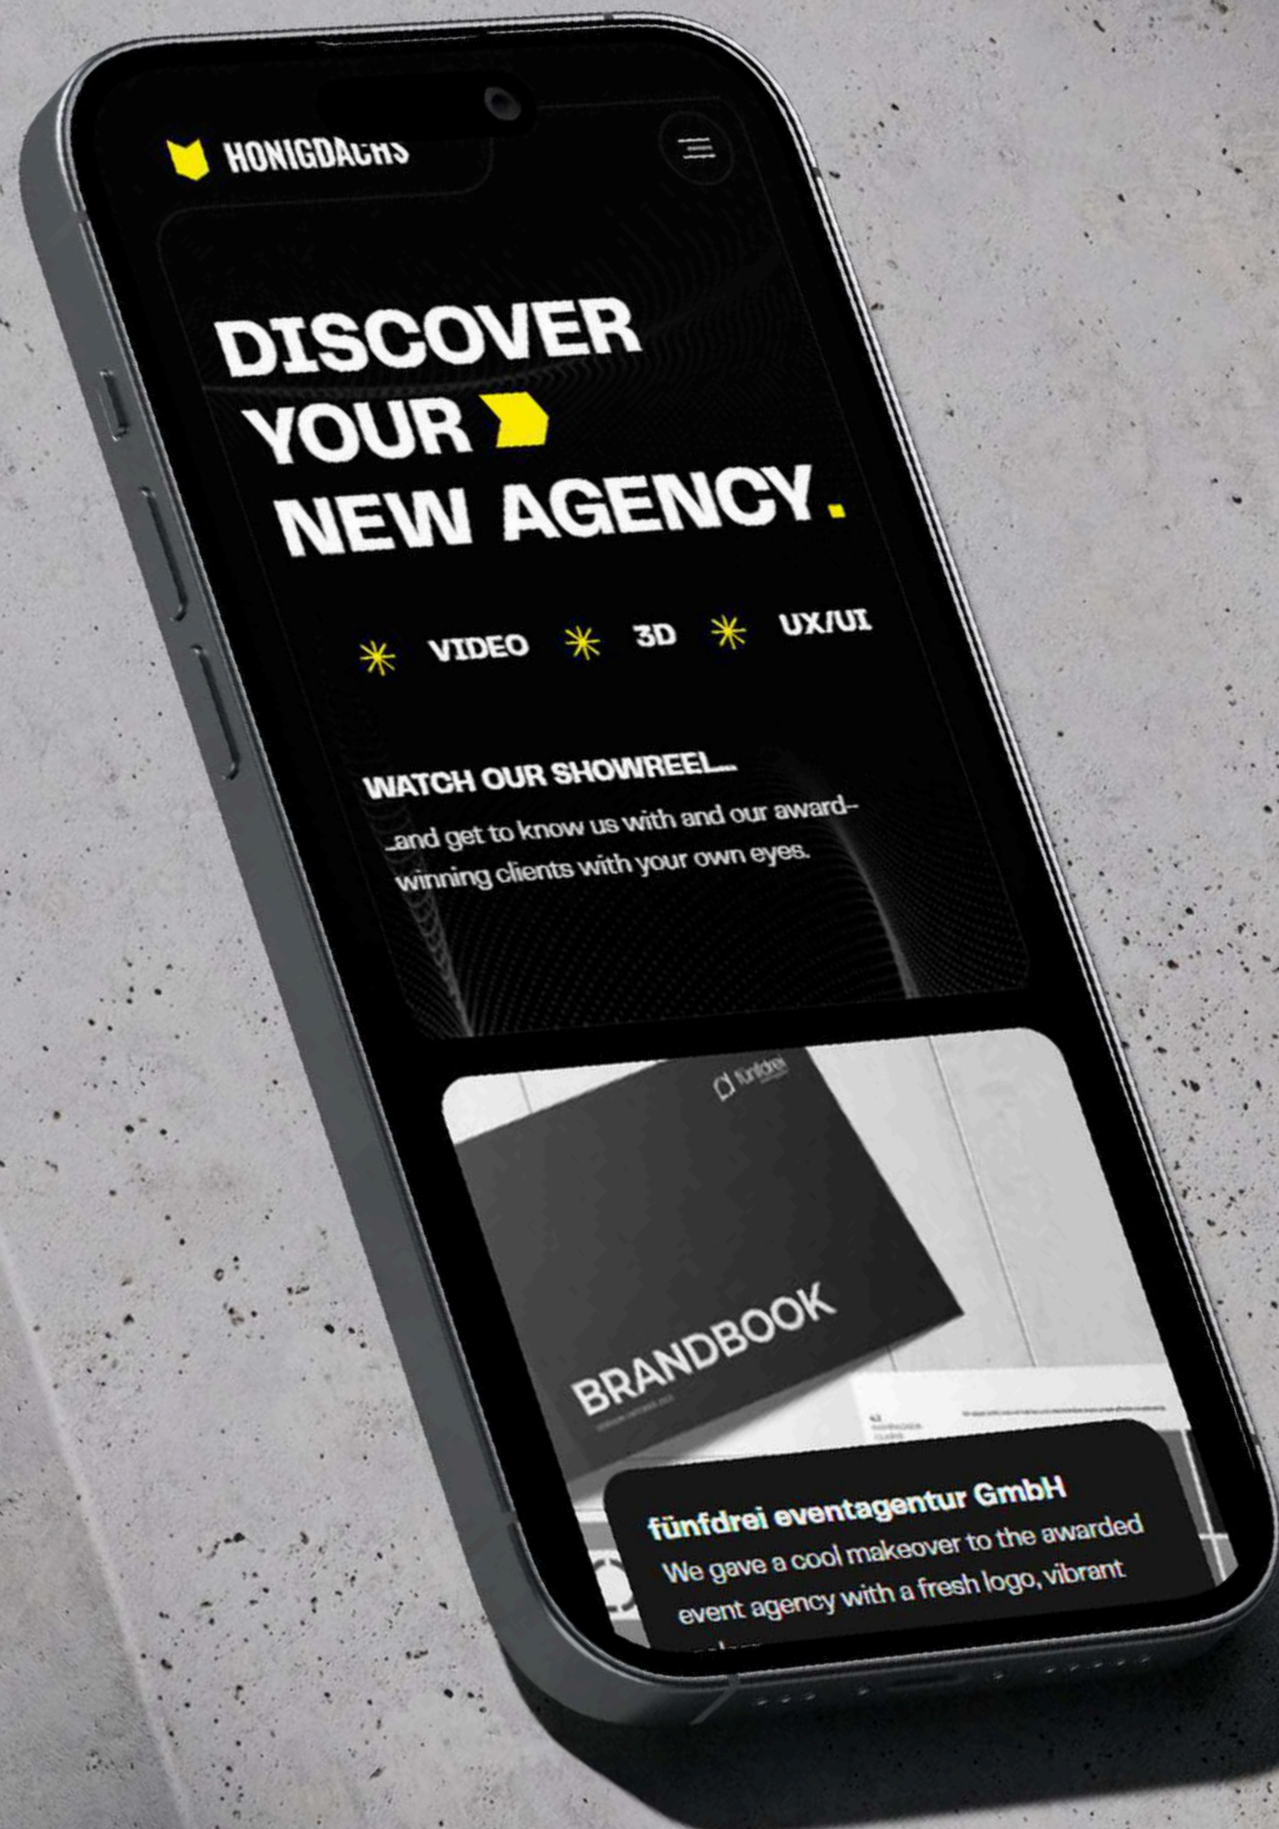 HONIGDACHS
DISCOVER
YOUR
NEW AGENCY.
VIDEO 3D UX/UI
WATCH OUR SHOWREEL...
...and get to know us with and our award-
winning clients with your own eyes.
fünfdrei
BRANDBOOK
fünfdrei eventagentur GmbH
We gave a cool makeover to the awarded
event agency with a fresh logo, vibrant